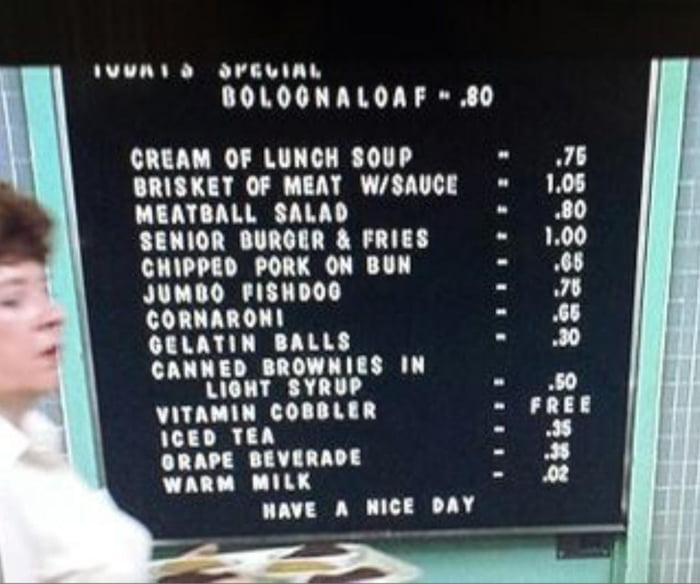 TODAY'S SPECIAL
BOLOGNALOAF - .80
CREAM OF LUNCH SOUP - .75
BRISKET OF MEAT W/SAUCE - 1.05
MEATBALL SALAD - .80
SENIOR BURGER & FRIES - 1.00
CHIPPED PORK ON BUN - .65
JUMBO FISHDOG - .75
CORNARONI - .65
GELATIN BALLS - .30
CANNED BROWNIES IN
LIGHT SYRUP - .50
VITAMIN COBBLER - FREE
ICED TEA - .35
GRAPE BEVERADE - .35
WARM MILK - .02
HAVE A NICE DAY